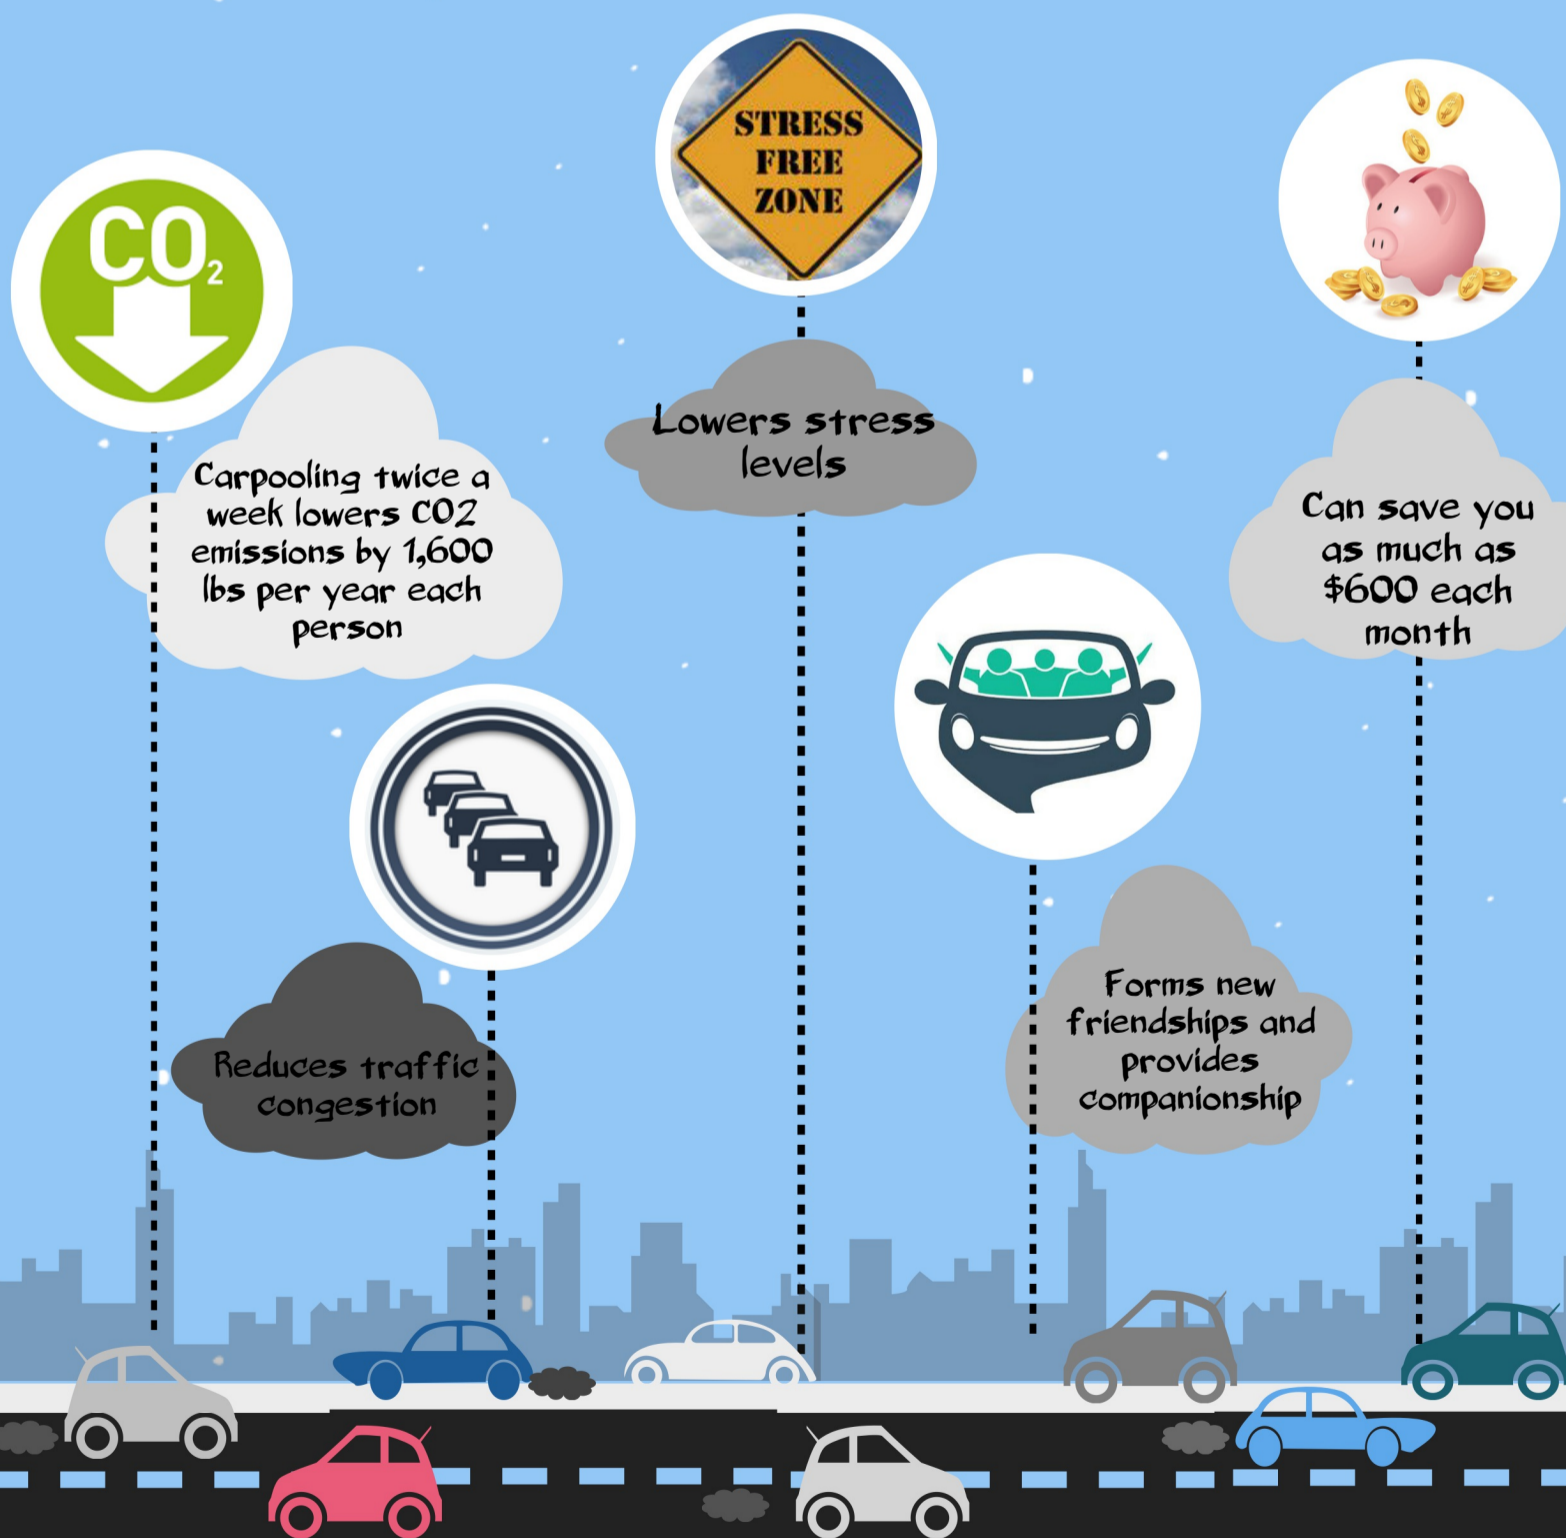 STRESS
FREE
ZONE
CO₂
Carpooling twice a
week lowers CO2
emissions by 1,600
lbs per year each
person
Lowers stress
levels
Can save you
as much as
$600 each
month
Reduces traffic
congestion
Forms new
friendships and
provides
companionship